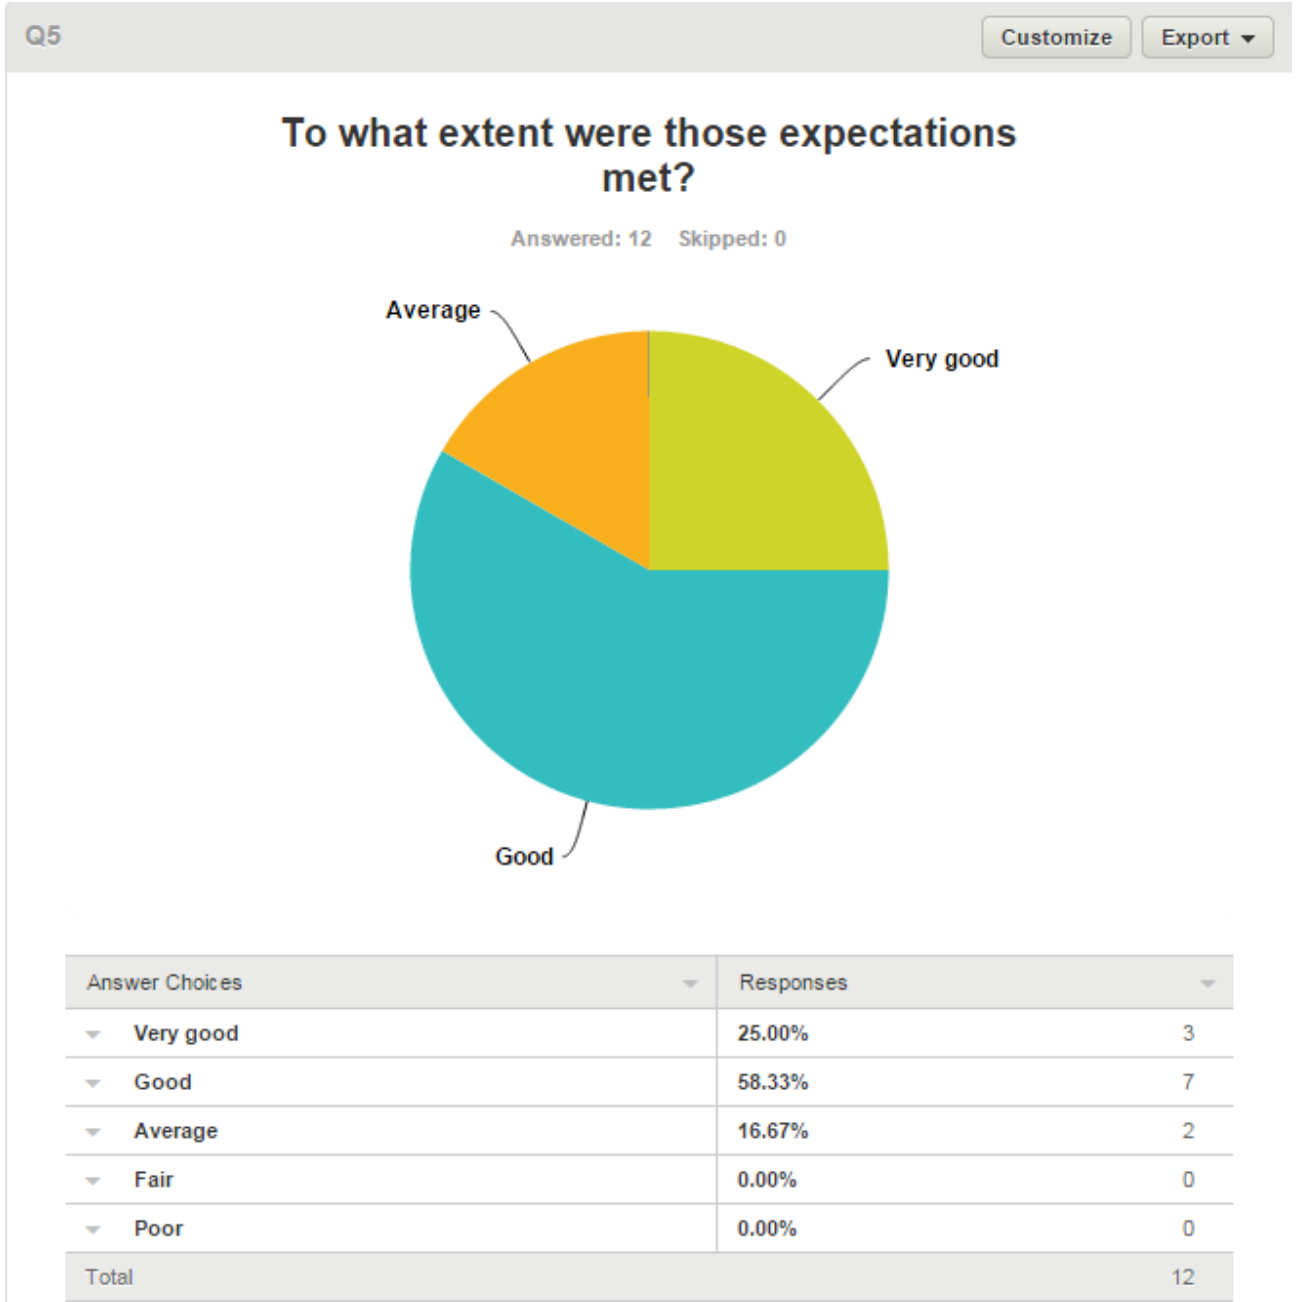 Q5
Customize
Export
To what extent were those expectations
met?
Answered: 12 Skipped: 0
Average
Very good
Good
Answer Choices Responses
Very good 25.00% 3
Good 58.33% 7
Average 16.67% 2
Fair 0.00% 0
Poor 0.00% 0
Total 12